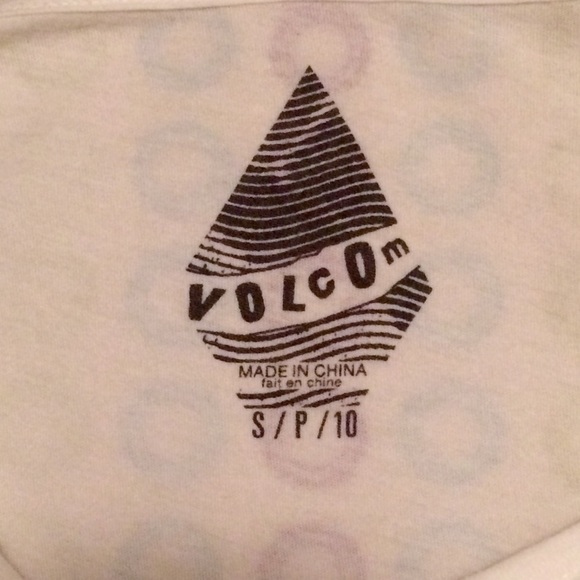 VOLCOm
MADE IN CHINA
fait en chine
S/P/10